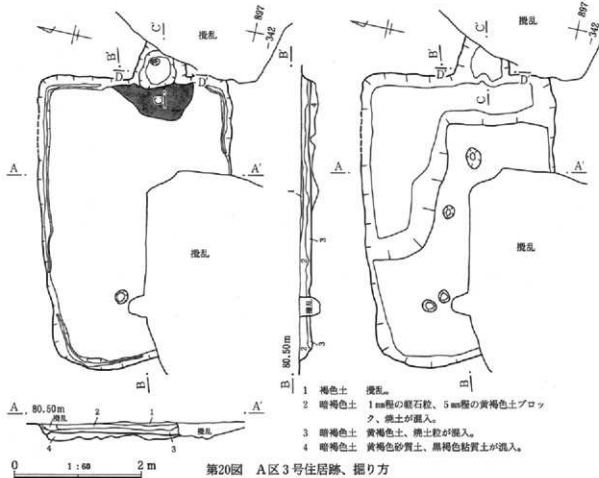 897
-342
撹乱
C'
B'
D
D'
A
A'
撹乱
B
1
2
3
4
撹乱
80.50m
B'
B
897
-342
撹乱
D
D'
C
A
A'
撹乱
B
1 褐色土 撹乱。
2 暗褐色土 1mm程の軽石粒、5mm程の黄褐色土ブロッ
ク、焼土が混入。
3 暗褐色土 黄褐色土、焼土粒が混入。
4 暗褐色土 黄褐色砂質土、黒褐色粘質土が混入。
A 80.50m A'
撹乱 2 1 撹乱
4 3
0 1:60 2m
第20図 A区3号住居跡、掘り方